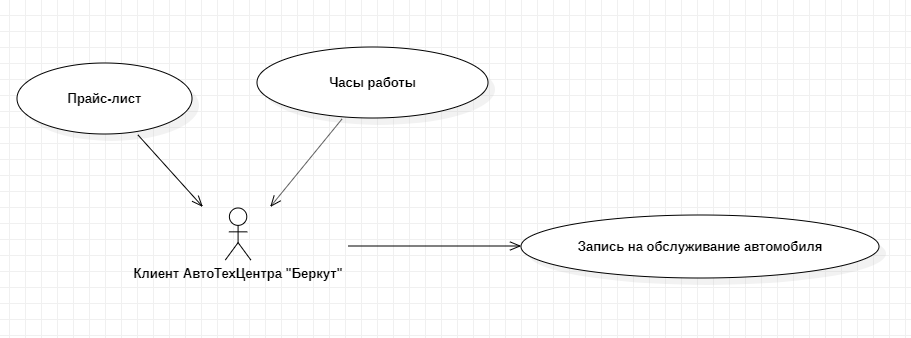 Часы работы
Прайс-лист
Запись на обслуживание автомобиля
Клиент АвтоТехЦентра "Беркут"